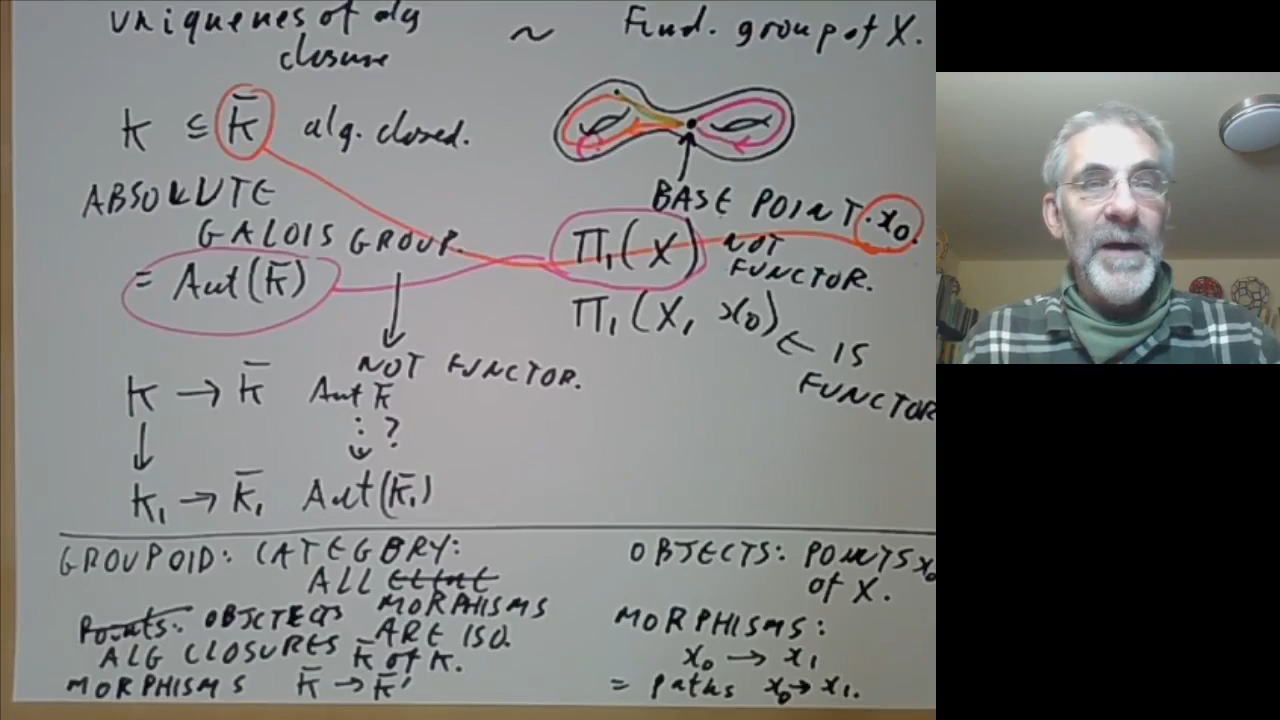 uniquenes of alg closure ~ Fund. group of X.
K ⊆ K̄ alg. closed.
ABSOLUTE
GALOIS GROUP.
= Aut(K̄)
NOT FUNCTOR.
K → K̄ Aut K̄
?
K₁ → K̄₁ Aut(K̄₁)
BASE POINT. x₀.
Π₁(X) NOT
FUNCTOR.
Π₁(X, x₀) ← IS
FUNCTOR
GROUPOID: CATEGORY:
ALL
Points: OBJECTS MORPHISMS
ARE ISO.
ALG CLOSURES K̄ of K.
MORPHISMS K̄ → K̄'
OBJECTS: POINTS x₀
of X.
MORPHISMS:
x₀ → x₁
= paths x₀ → x₁.